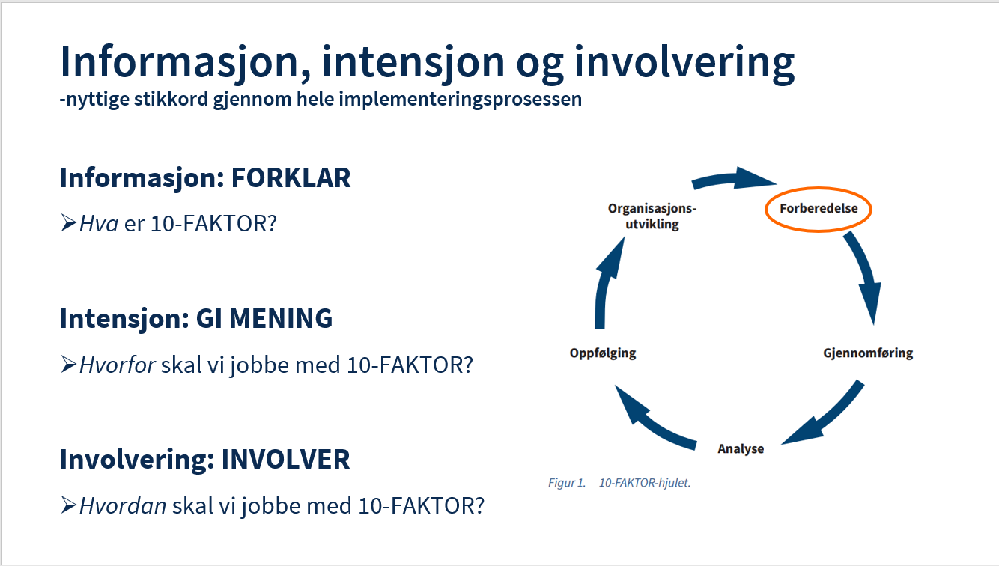 Informasjon, intensjon og involvering
-nyttige stikkord gjennom hele implementeringsprosessen
Informasjon: FORKLAR
➢Hva er 10-FAKTOR?
Intensjon: GI MENING
➢Hvorfor skal vi jobbe med 10-FAKTOR?
Involvering: INVOLVER
➢Hvordan skal vi jobbe med 10-FAKTOR?
Organisasjons-
utvikling
Forberedelse
Oppfølging
Gjennomføring
Analyse
Figur 1. 10-FAKTOR-hjulet.